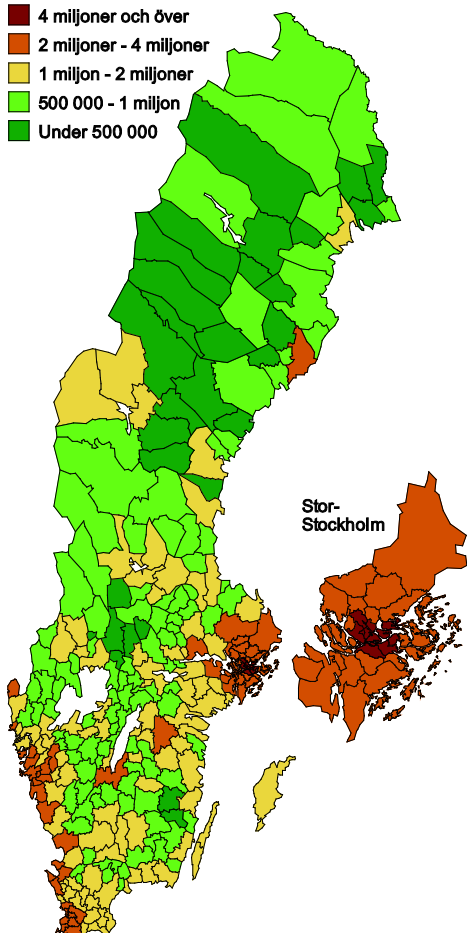 4 miljoner och över
2 miljoner - 4 miljoner
1 miljon - 2 miljoner
500 000 - 1 miljon
Under 500 000
Stor-
Stockholm